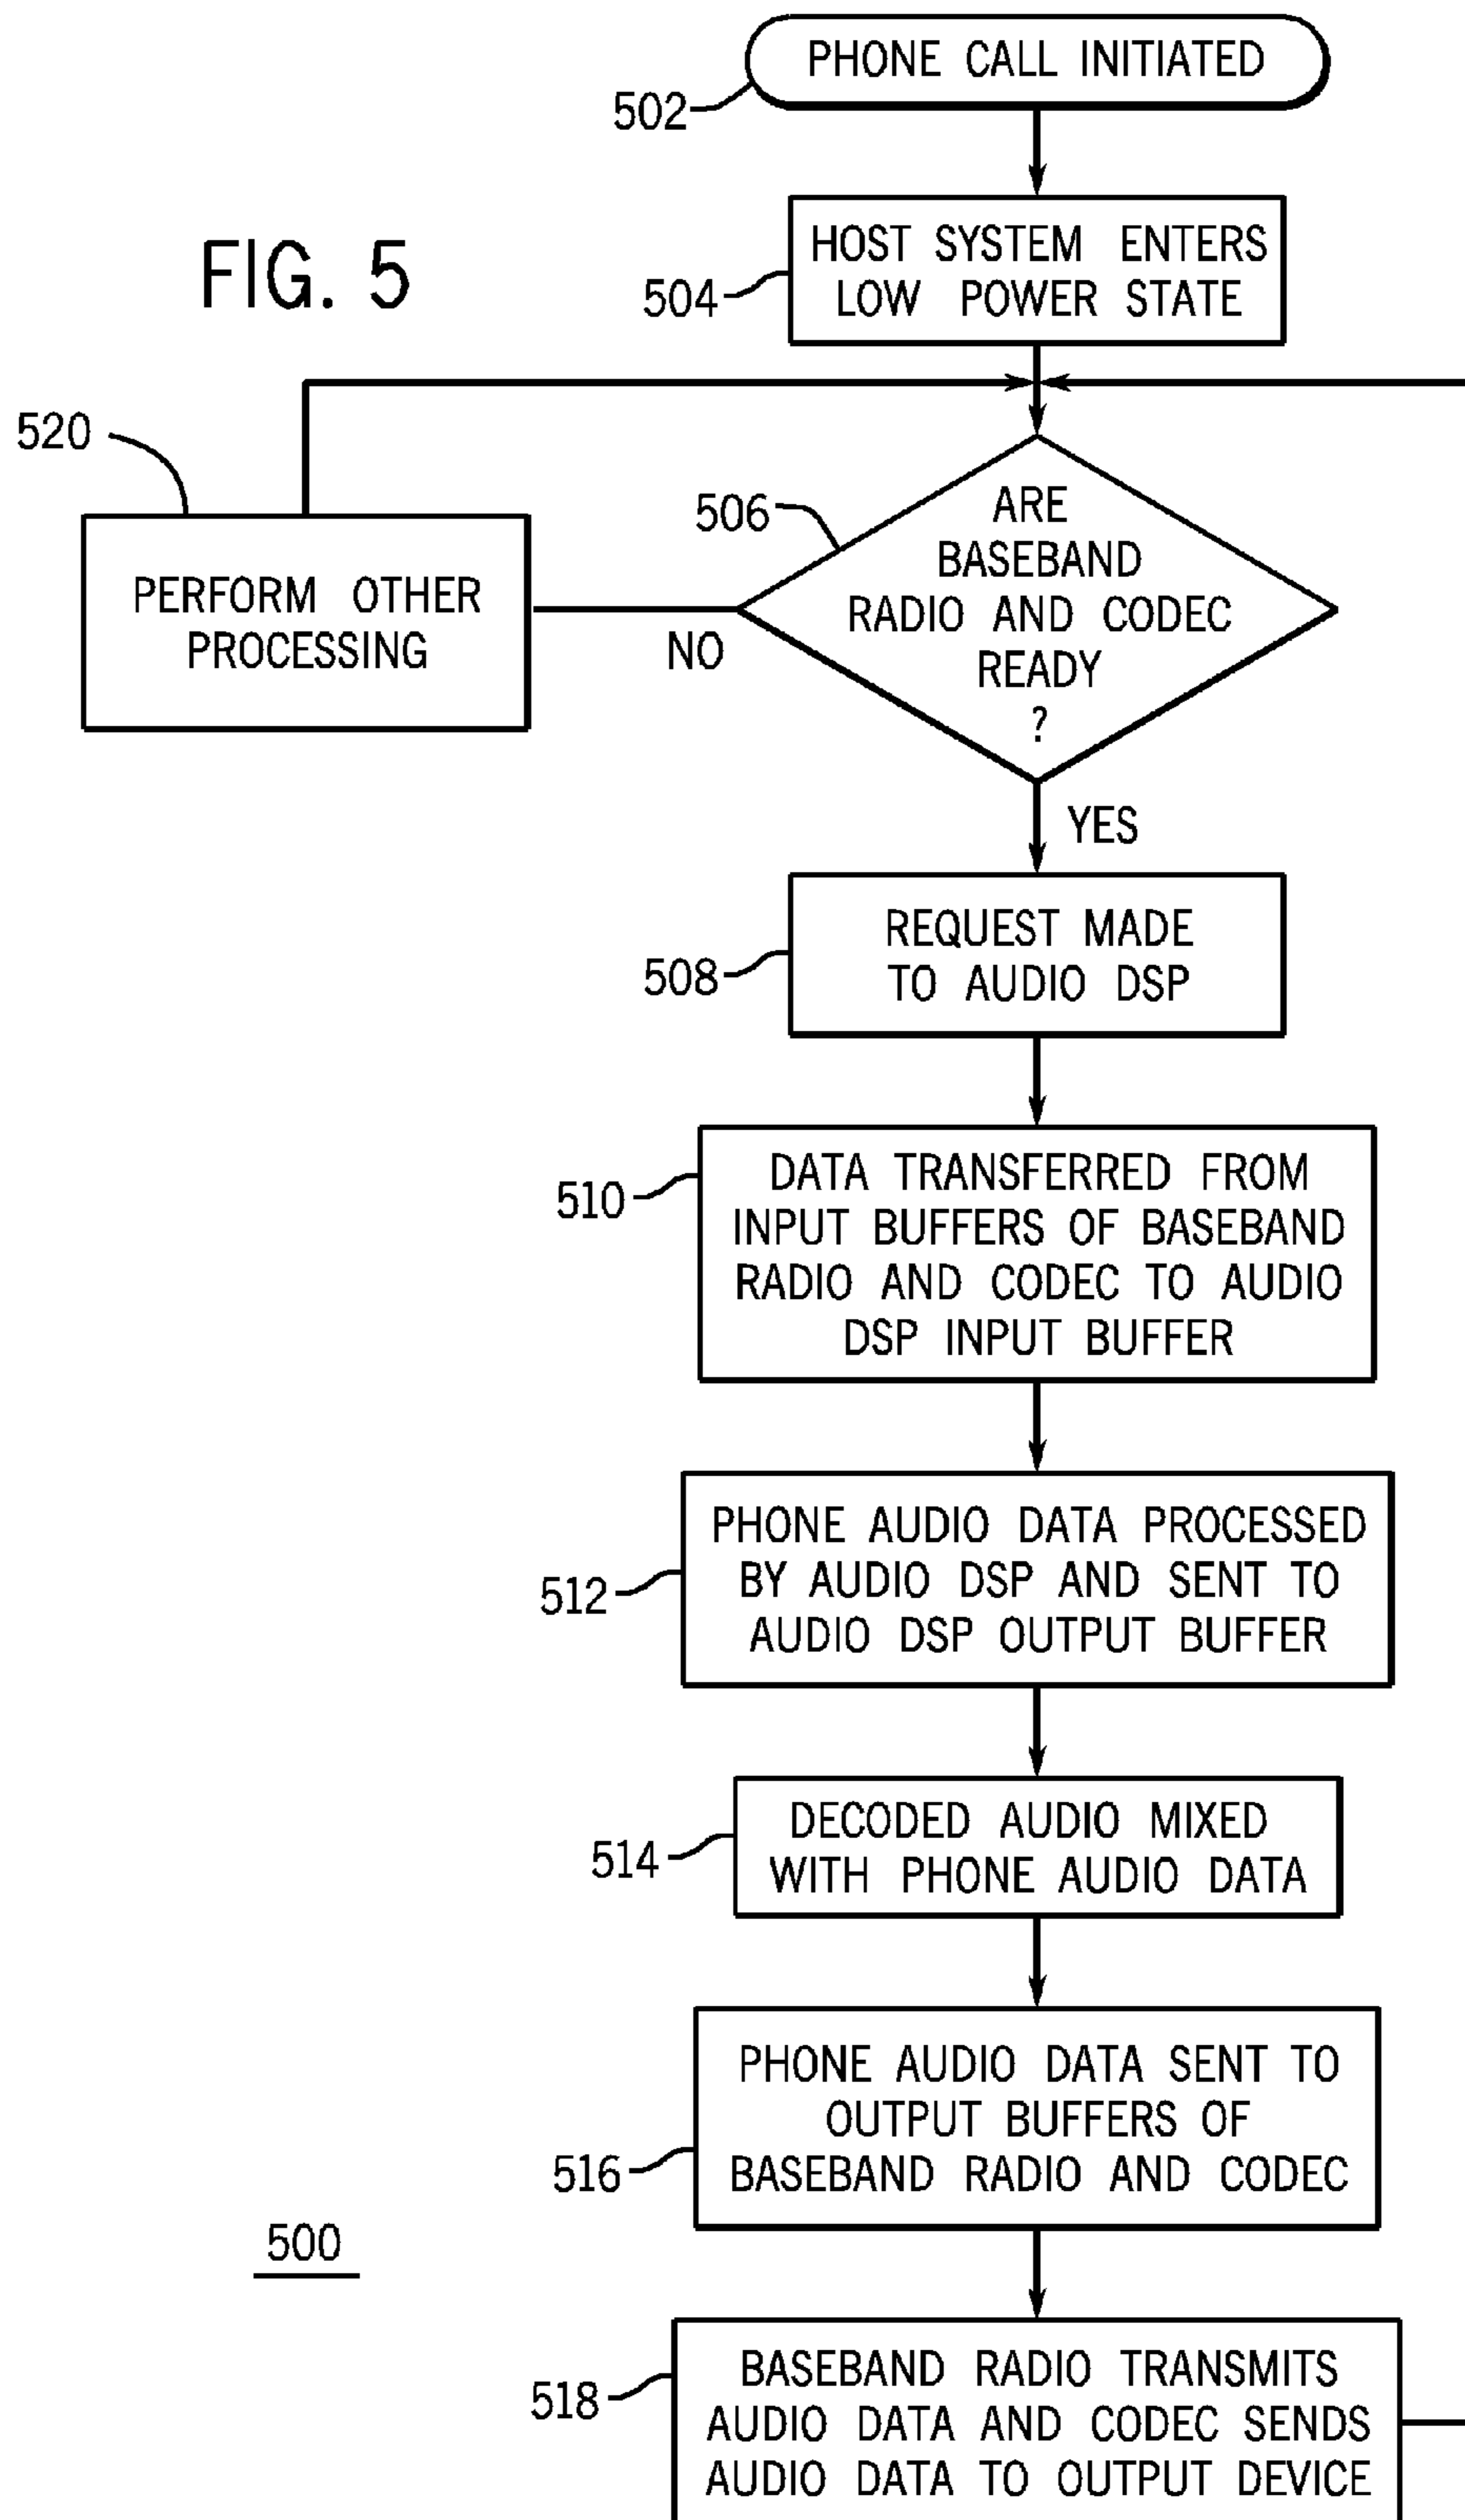 PHONE CALL INITIATED
502
HOST SYSTEM ENTERS
LOW POWER STATE
504
FIG. 5
520
PERFORM OTHER
PROCESSING
506
ARE
BASEBAND
RADIO AND CODEC
READY
?
NO
YES
REQUEST MADE
TO AUDIO DSP
508
DATA TRANSFERRED FROM
INPUT BUFFERS OF BASEBAND
RADIO AND CODEC TO AUDIO
DSP INPUT BUFFER
510
PHONE AUDIO DATA PROCESSED
BY AUDIO DSP AND SENT TO
AUDIO DSP OUTPUT BUFFER
512
DECODED AUDIO MIXED
WITH PHONE AUDIO DATA
514
PHONE AUDIO DATA SENT TO
OUTPUT BUFFERS OF
BASEBAND RADIO AND CODEC
516
500
BASEBAND RADIO TRANSMITS
AUDIO DATA AND CODEC SENDS
AUDIO DATA TO OUTPUT DEVICE
518